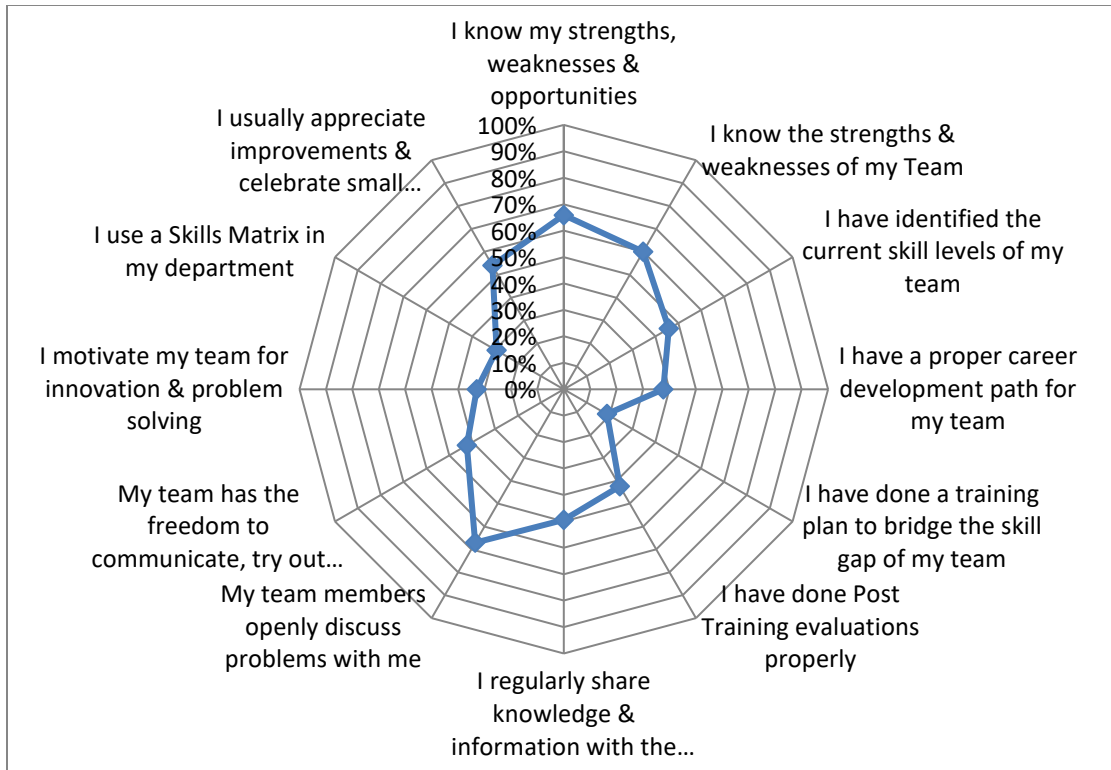 I know my strengths,
weaknesses &
opportunities
I know the strengths &
weaknesses of my Team
I have identified the
current skill levels of my
team
I have a proper career
development path for
my team
I have done a training
plan to bridge the skill
gap of my team
I have done Post
Training evaluations
properly
I regularly share
knowledge &
information with the…
My team members
openly discuss
problems with me
My team has the
freedom to
communicate, try out…
I motivate my team for
innovation & problem
solving
I use a Skills Matrix in
my department
I usually appreciate
improvements &
celebrate small…
100%
90%
80%
70%
60%
50%
40%
30%
20%
10%
0%